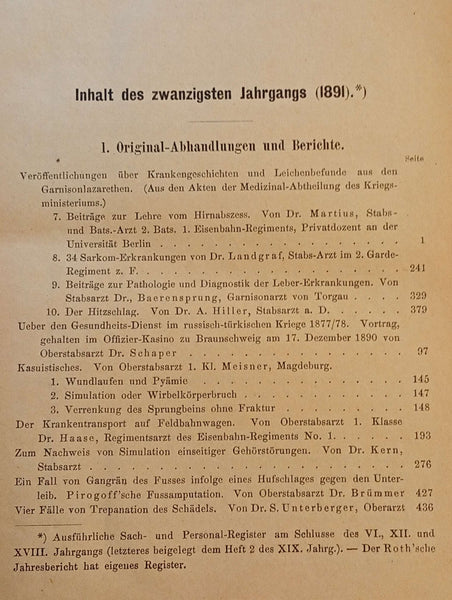 Inhalt des zwanzigsten Jahrgangs (1891).*)
1. Original-Abhandlungen und Berichte.
Seite
Veröffentlichungen über Krankengeschichten und Leichenbefunde aus den
Garnisonlazarethen. (Aus den Akten der Medizinal-Abtheilung des Kriegs-
ministeriums.)
7. Beiträge zur Lehre vom Hirnabszess. Von Dr. Martius, Stabs-
und Bats.-Arzt 2. Bats. 1. Eisenbahn-Regiments, Privatdozent an der
Universität Berlin . . . . . . . . . . . . . . . . 1
8. 34 Sarkom-Erkrankungen von Dr. Landgraf, Stabs-Arzt im 2. Garde-
Regiment z. F. . . . . . . . . . . . . . . . . . 241
9. Beiträge zur Pathologie und Diagnostik der Leber-Erkrankungen. Von
Stabsarzt Dr., Baerensprung, Garnisonarzt von Torgau . . . . 329
10. Der Hitzschlag. Von Dr. A. Hiller, Stabsarzt a. D. . . . . 379
Ueber den Gesundheits-Dienst im russisch-türkischen Kriege 1877/78. Vortrag,
gehalten im Offizier-Kasino zu Braunschweig am 17. Dezember 1890 von
Oberstabsarzt Dr. Schaper . . . . . . . . . . . . . 97
Kasuistisches. Von Oberstabsarzt 1. Kl. Meisner, Magdeburg.
1. Wundlaufen und Pyämie . . . . . . . . . . . . 145
2. Simulation oder Wirbelkörperbruch . . . . . . . . . 147
3. Verrenkung des Sprungbeins ohne Fraktur . . . . . . . 148
Der Krankentransport auf Feldbahnwagen. Von Oberstabsarzt 1. Klasse
Dr. Haase, Regimentsarzt des Eisenbahn-Regiments No. 1. . . . . 193
Zum Nachweis von Simulation einseitiger Gehörstörungen. Von Dr. Kern,
Stabsarzt . . . . . . . . . . . . . . . . . . 276
Ein Fall von Gangrän des Fusses infolge eines Hufschlages gegen den Unter-
leib. Pirogoff'sche Fussamputation. Von Oberstabsarzt Dr. Brümmer 427
Vier Fälle von Trepanation des Schädels. Von Dr. S. Unterberger, Oberarzt 436
*) Ausführliche Sach- und Personal-Register am Schlusse des VI., XII. und
XVIII. Jahrgangs (letzteres beigelegt dem Heft 2 des XIX. Jahrg.). — Der Roth'sche
Jahresbericht hat eigenes Register.